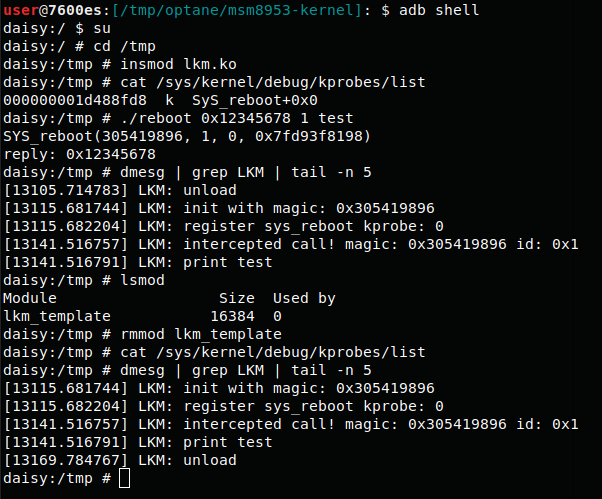 user@7600es:[/tmp/optane/msm8953-kernel]: $ adb shell
daisy:/ $ su
daisy:/ # cd /tmp
daisy:/tmp # insmod lkm.ko
daisy:/tmp # cat /sys/kernel/debug/kprobes/list
000000001d488fd8  k  SyS_reboot+0x0
daisy:/tmp # ./reboot 0x12345678 1 test
SYS_reboot(305419896, 1, 0, 0x7fd93f8198)
reply: 0x12345678
daisy:/tmp # dmesg | grep LKM | tail -n 5
[13105.714783] LKM: unload
[13115.681744] LKM: init with magic: 0x305419896
[13115.682204] LKM: register sys_reboot kprobe: 0
[13141.516757] LKM: intercepted call! magic: 0x305419896 id: 0x1
[13141.516791] LKM: print test
daisy:/tmp # lsmod
Module                  Size  Used by
lkm_template           16384  0
daisy:/tmp # rmmod lkm_template
daisy:/tmp # cat /sys/kernel/debug/kprobes/list
daisy:/tmp # dmesg | grep LKM | tail -n 5
[13115.681744] LKM: init with magic: 0x305419896
[13115.682204] LKM: register sys_reboot kprobe: 0
[13141.516757] LKM: intercepted call! magic: 0x305419896 id: 0x1
[13141.516791] LKM: print test
[13169.784767] LKM: unload
daisy:/tmp #